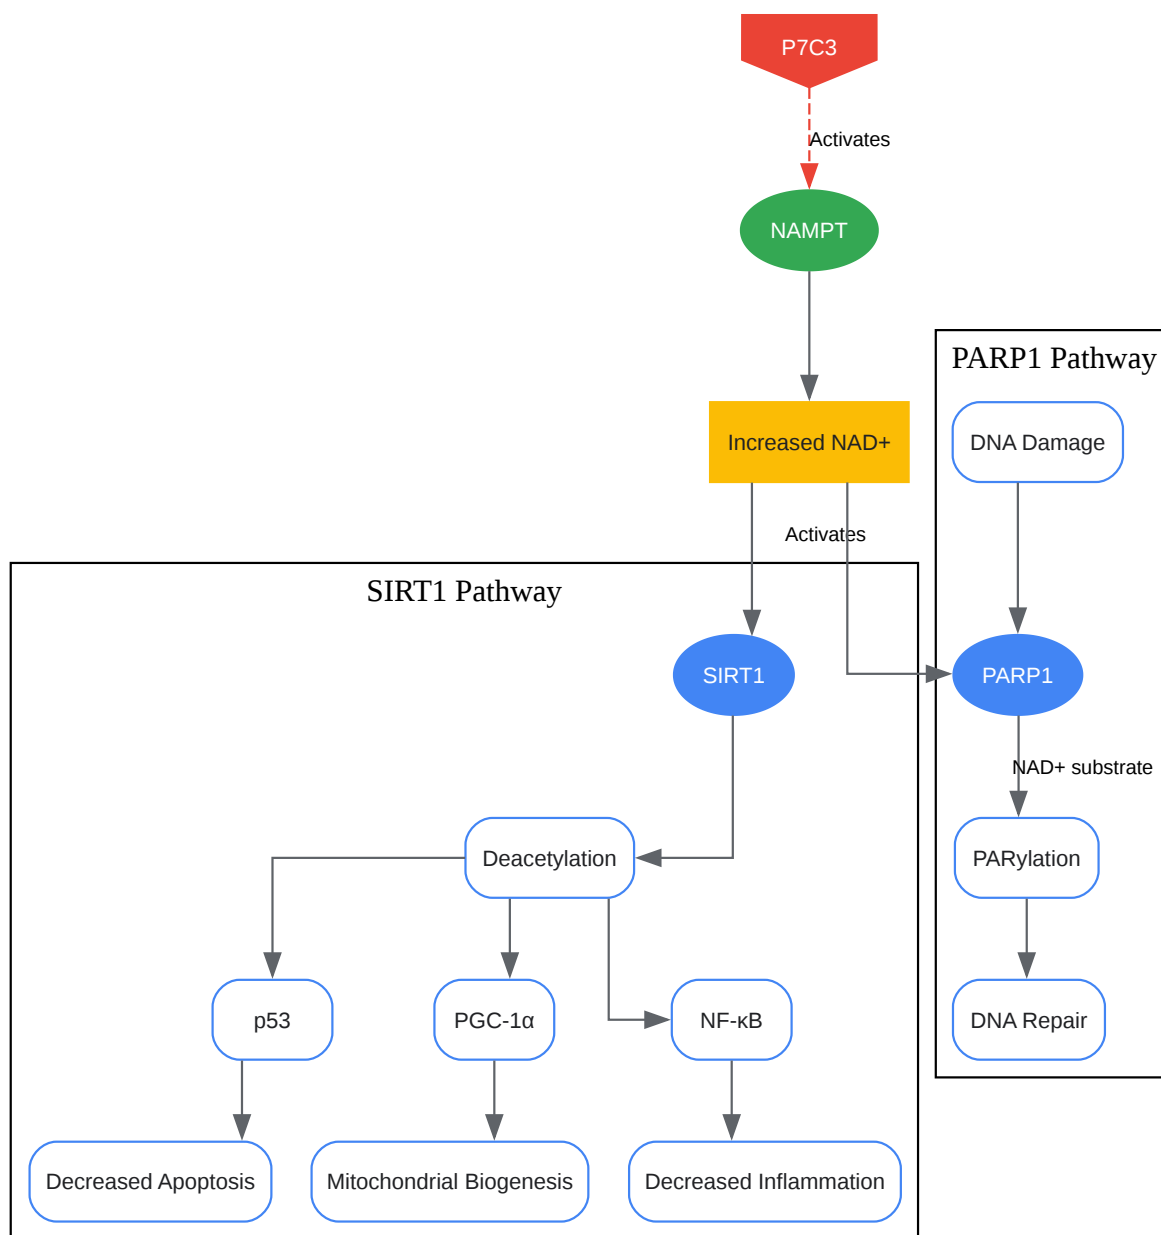 P7C3
Activates
NAMPT
PARP1 Pathway
Increased NAD+
DNA Damage
Activates
SIRT1 Pathway
SIRT1
PARP1
NAD+ substrate
Deacetylation
PARylation
p53
PGC-1α
NF-κB
DNA Repair
Decreased Apoptosis
Mitochondrial Biogenesis
Decreased Inflammation